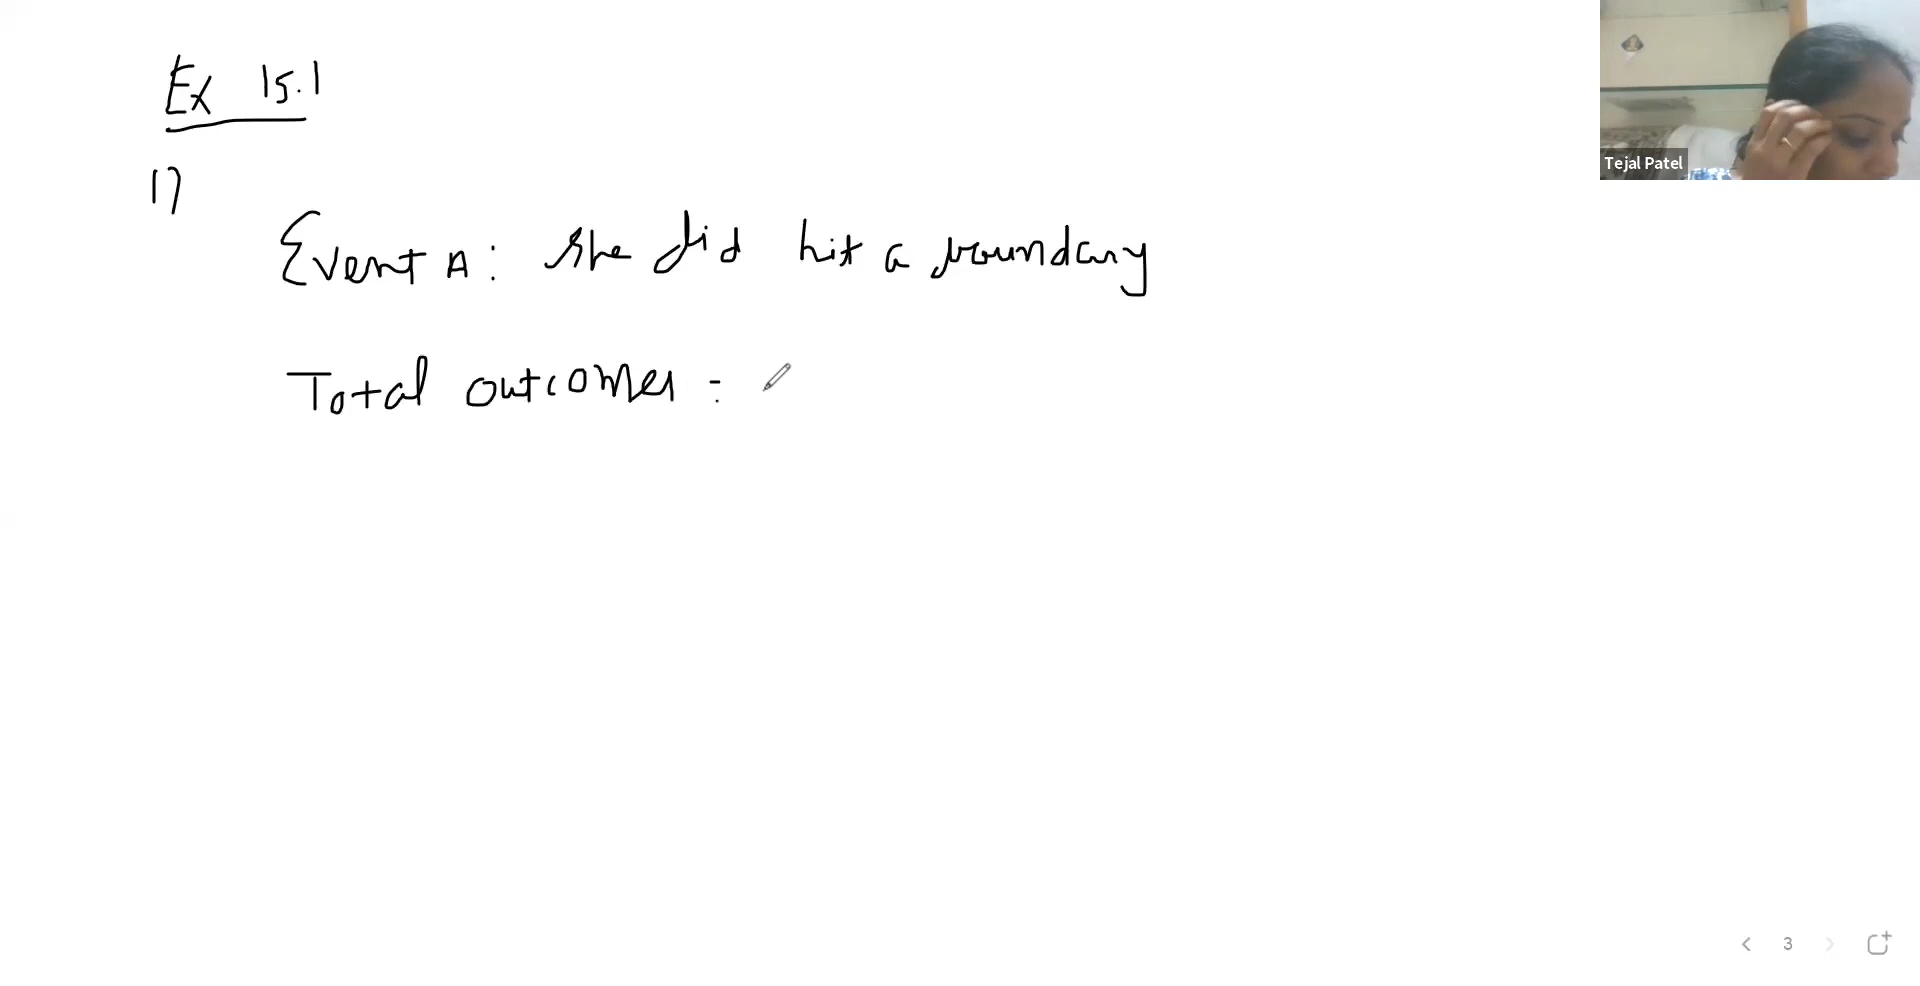 Ex 15.1
Tejal Patel
1)
Event A: She did hit a boundary
Total outcomes =
3